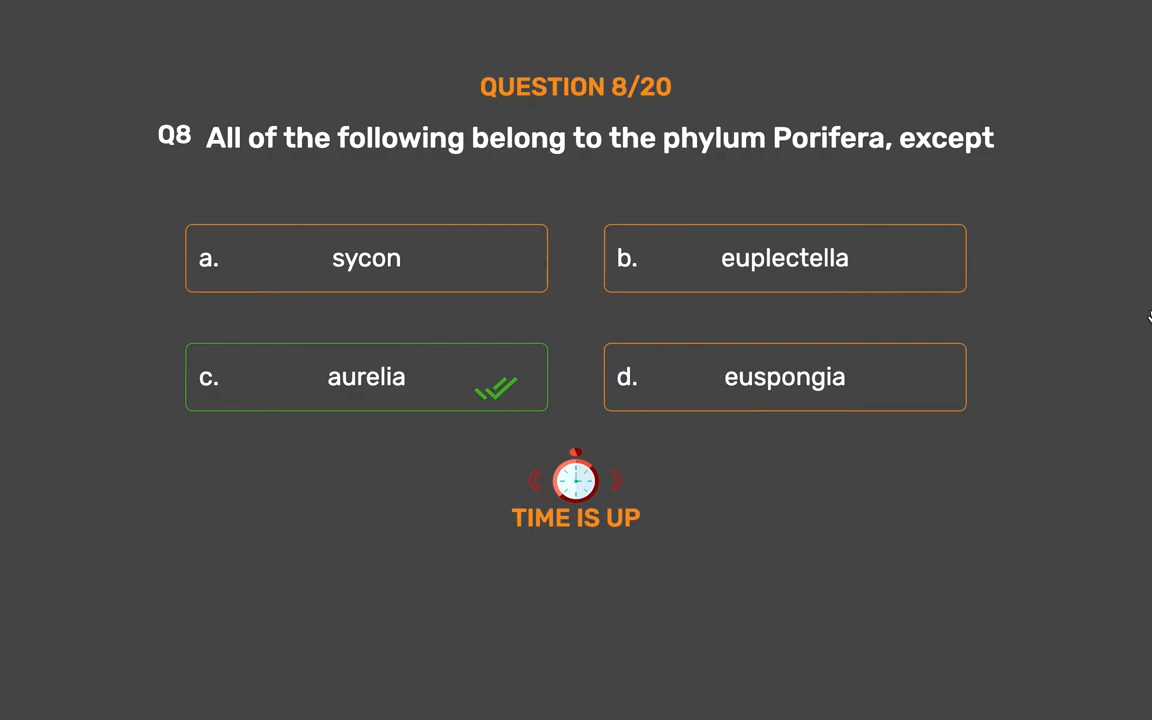 QUESTION 8/20
Q8 All of the following belong to the phylum Porifera, except
a. sycon
b. euplectella
c. aurelia
d. euspongia
TIME IS UP